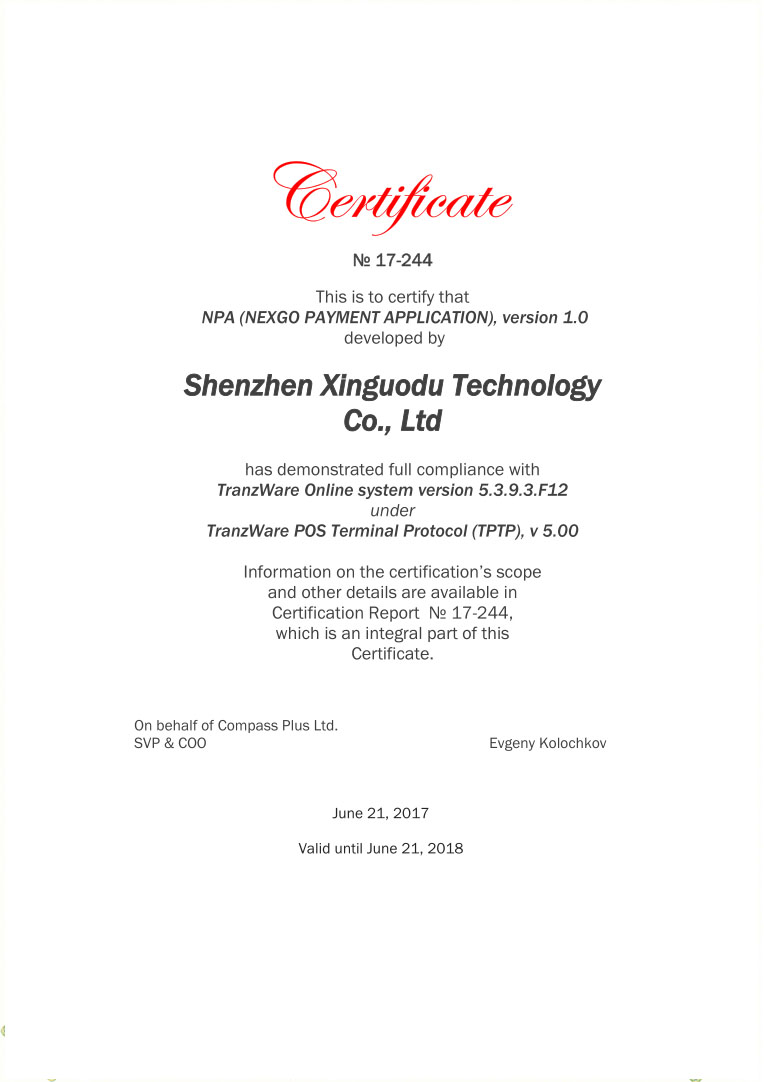 Certificate
№ 17-244
This is to certify that
NPA (NEXGO PAYMENT APPLICATION), version 1.0
developed by
Shenzhen Xinguodu Technology
Co., Ltd
has demonstrated full compliance with
TranzWare Online system version 5.3.9.3.F12
under
TranzWare POS Terminal Protocol (TPTP), v 5.00
Information on the certification’s scope
and other details are available in
Certification Report  № 17-244,
which is an integral part of this
Certificate.
On behalf of Compass Plus Ltd.
SVP & COO Evgeny Kolochkov
June 21, 2017
Valid until June 21, 2018